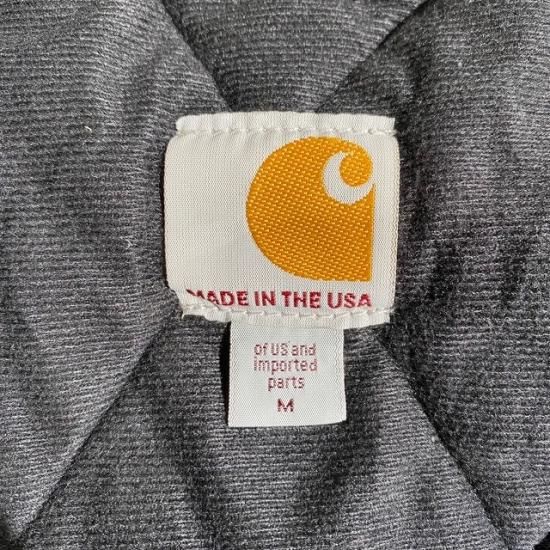 MADE IN THE USA
of US and
imported
parts
M